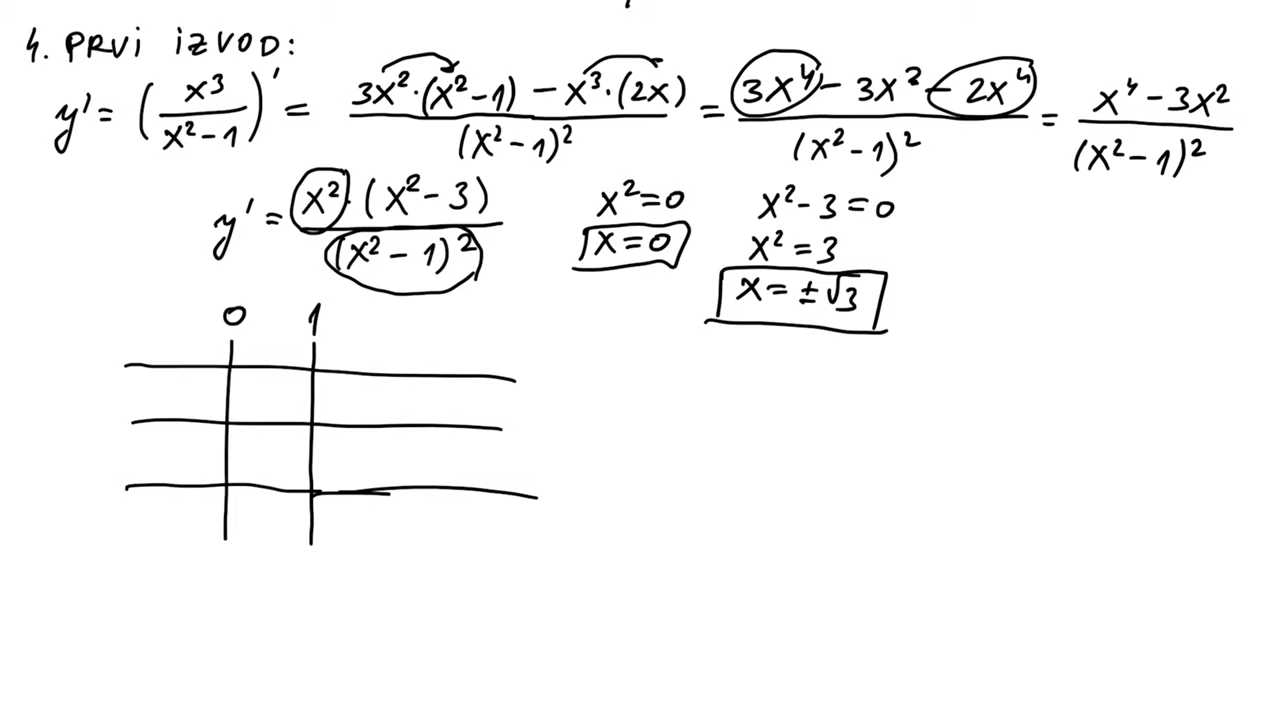 4. PRVI IZVOD:
y' = (x³/(x²-1))' = (3x²·(x²-1) - x³·(2x))/(x²-1)² = (3x⁴ - 3x² - 2x⁴)/(x²-1)² = (x⁴ - 3x²)/(x²-1)²
y' = (x²·(x²-3))/(x²-1)²
x² = 0
x = 0
x² - 3 = 0
x² = 3
x = ±√3
0 1